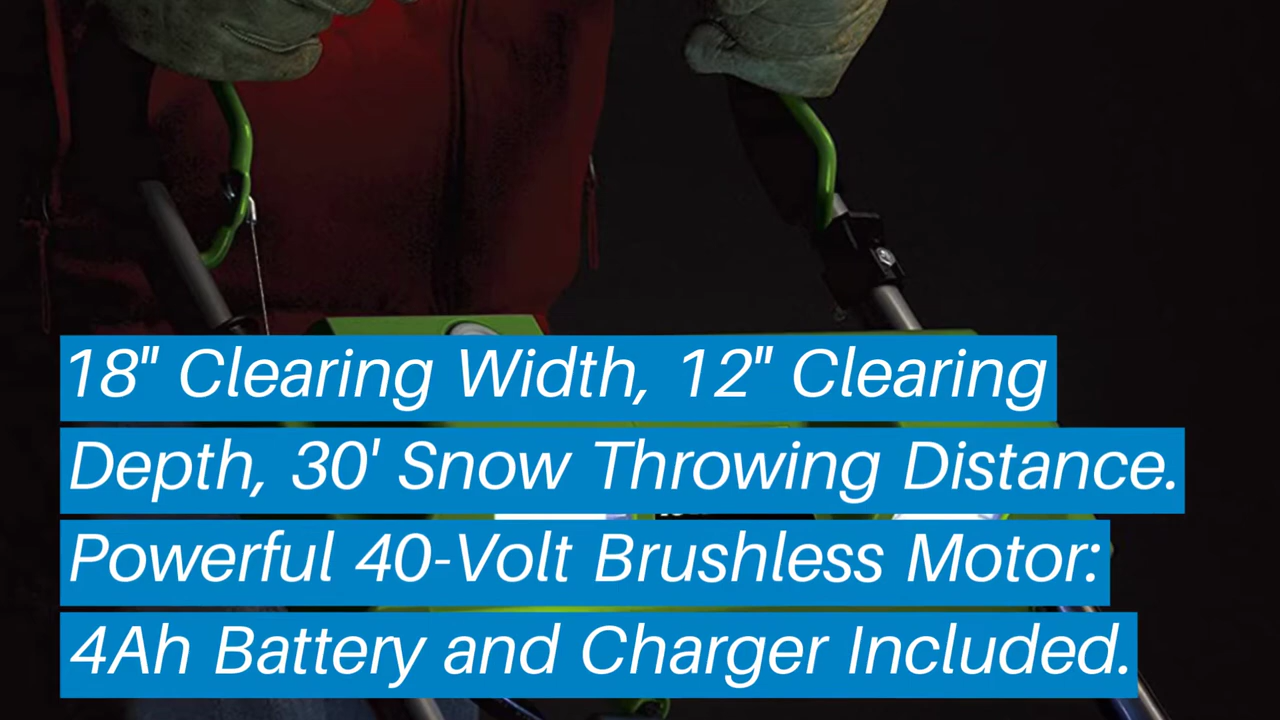 18" Clearing Width, 12" Clearing
Depth, 30' Snow Throwing Distance.
Powerful 40-Volt Brushless Motor:
4Ah Battery and Charger Included.